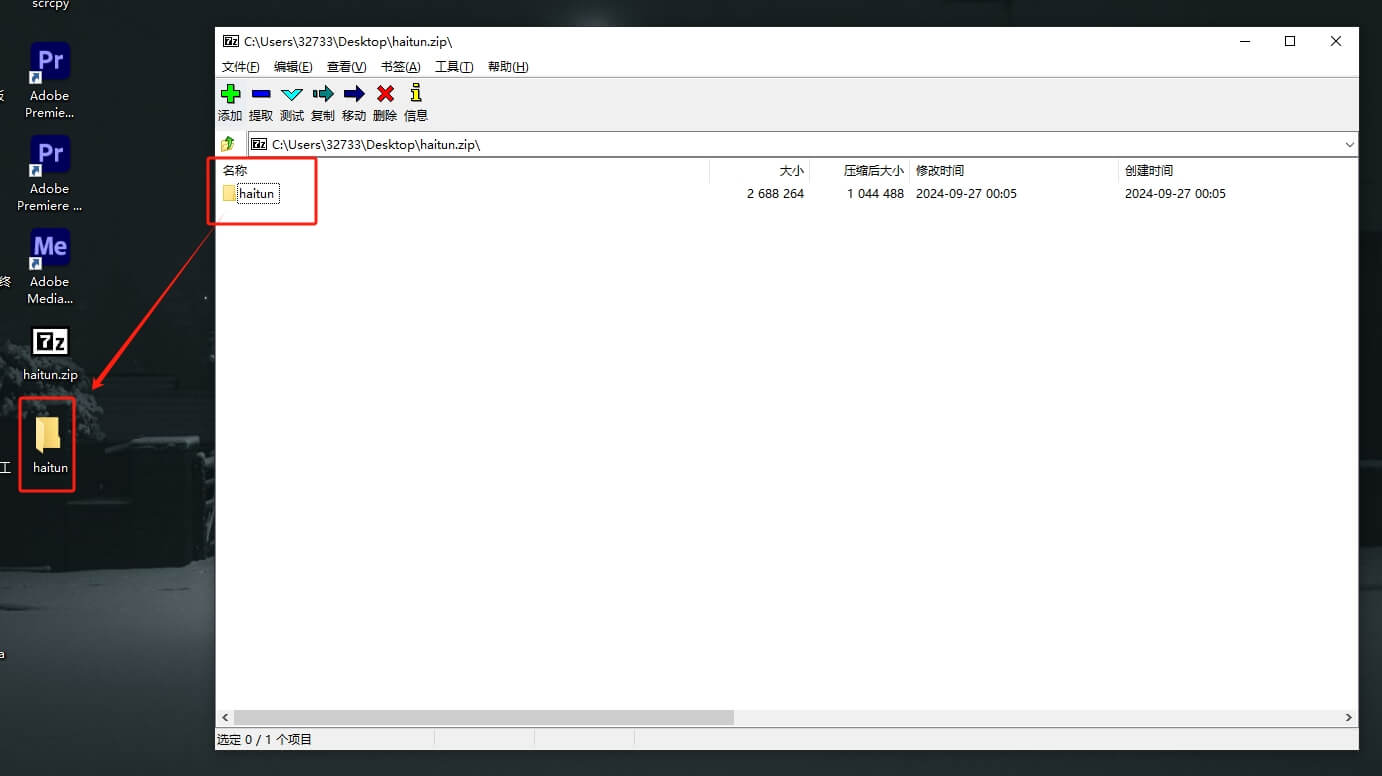 scrcpy
Pr
Adobe
Premie...
Pr
Adobe
Premiere ...
Me
终
Adobe
Media...
7z
haitun.zip
工
haitun
a
7z C:\Users\32733\Desktop\haitun.zip\
文件(F) 编辑(E) 查看(V) 书签(A) 工具(T) 帮助(H)
添加 提取 测试 复制 移动 删除 信息
7z C:\Users\32733\Desktop\haitun.zip\
名称 大小 压缩后大小 修改时间 创建时间
haitun 2 688 264 1 044 488 2024-09-27 00:05 2024-09-27 00:05
选定 0 / 1 个项目